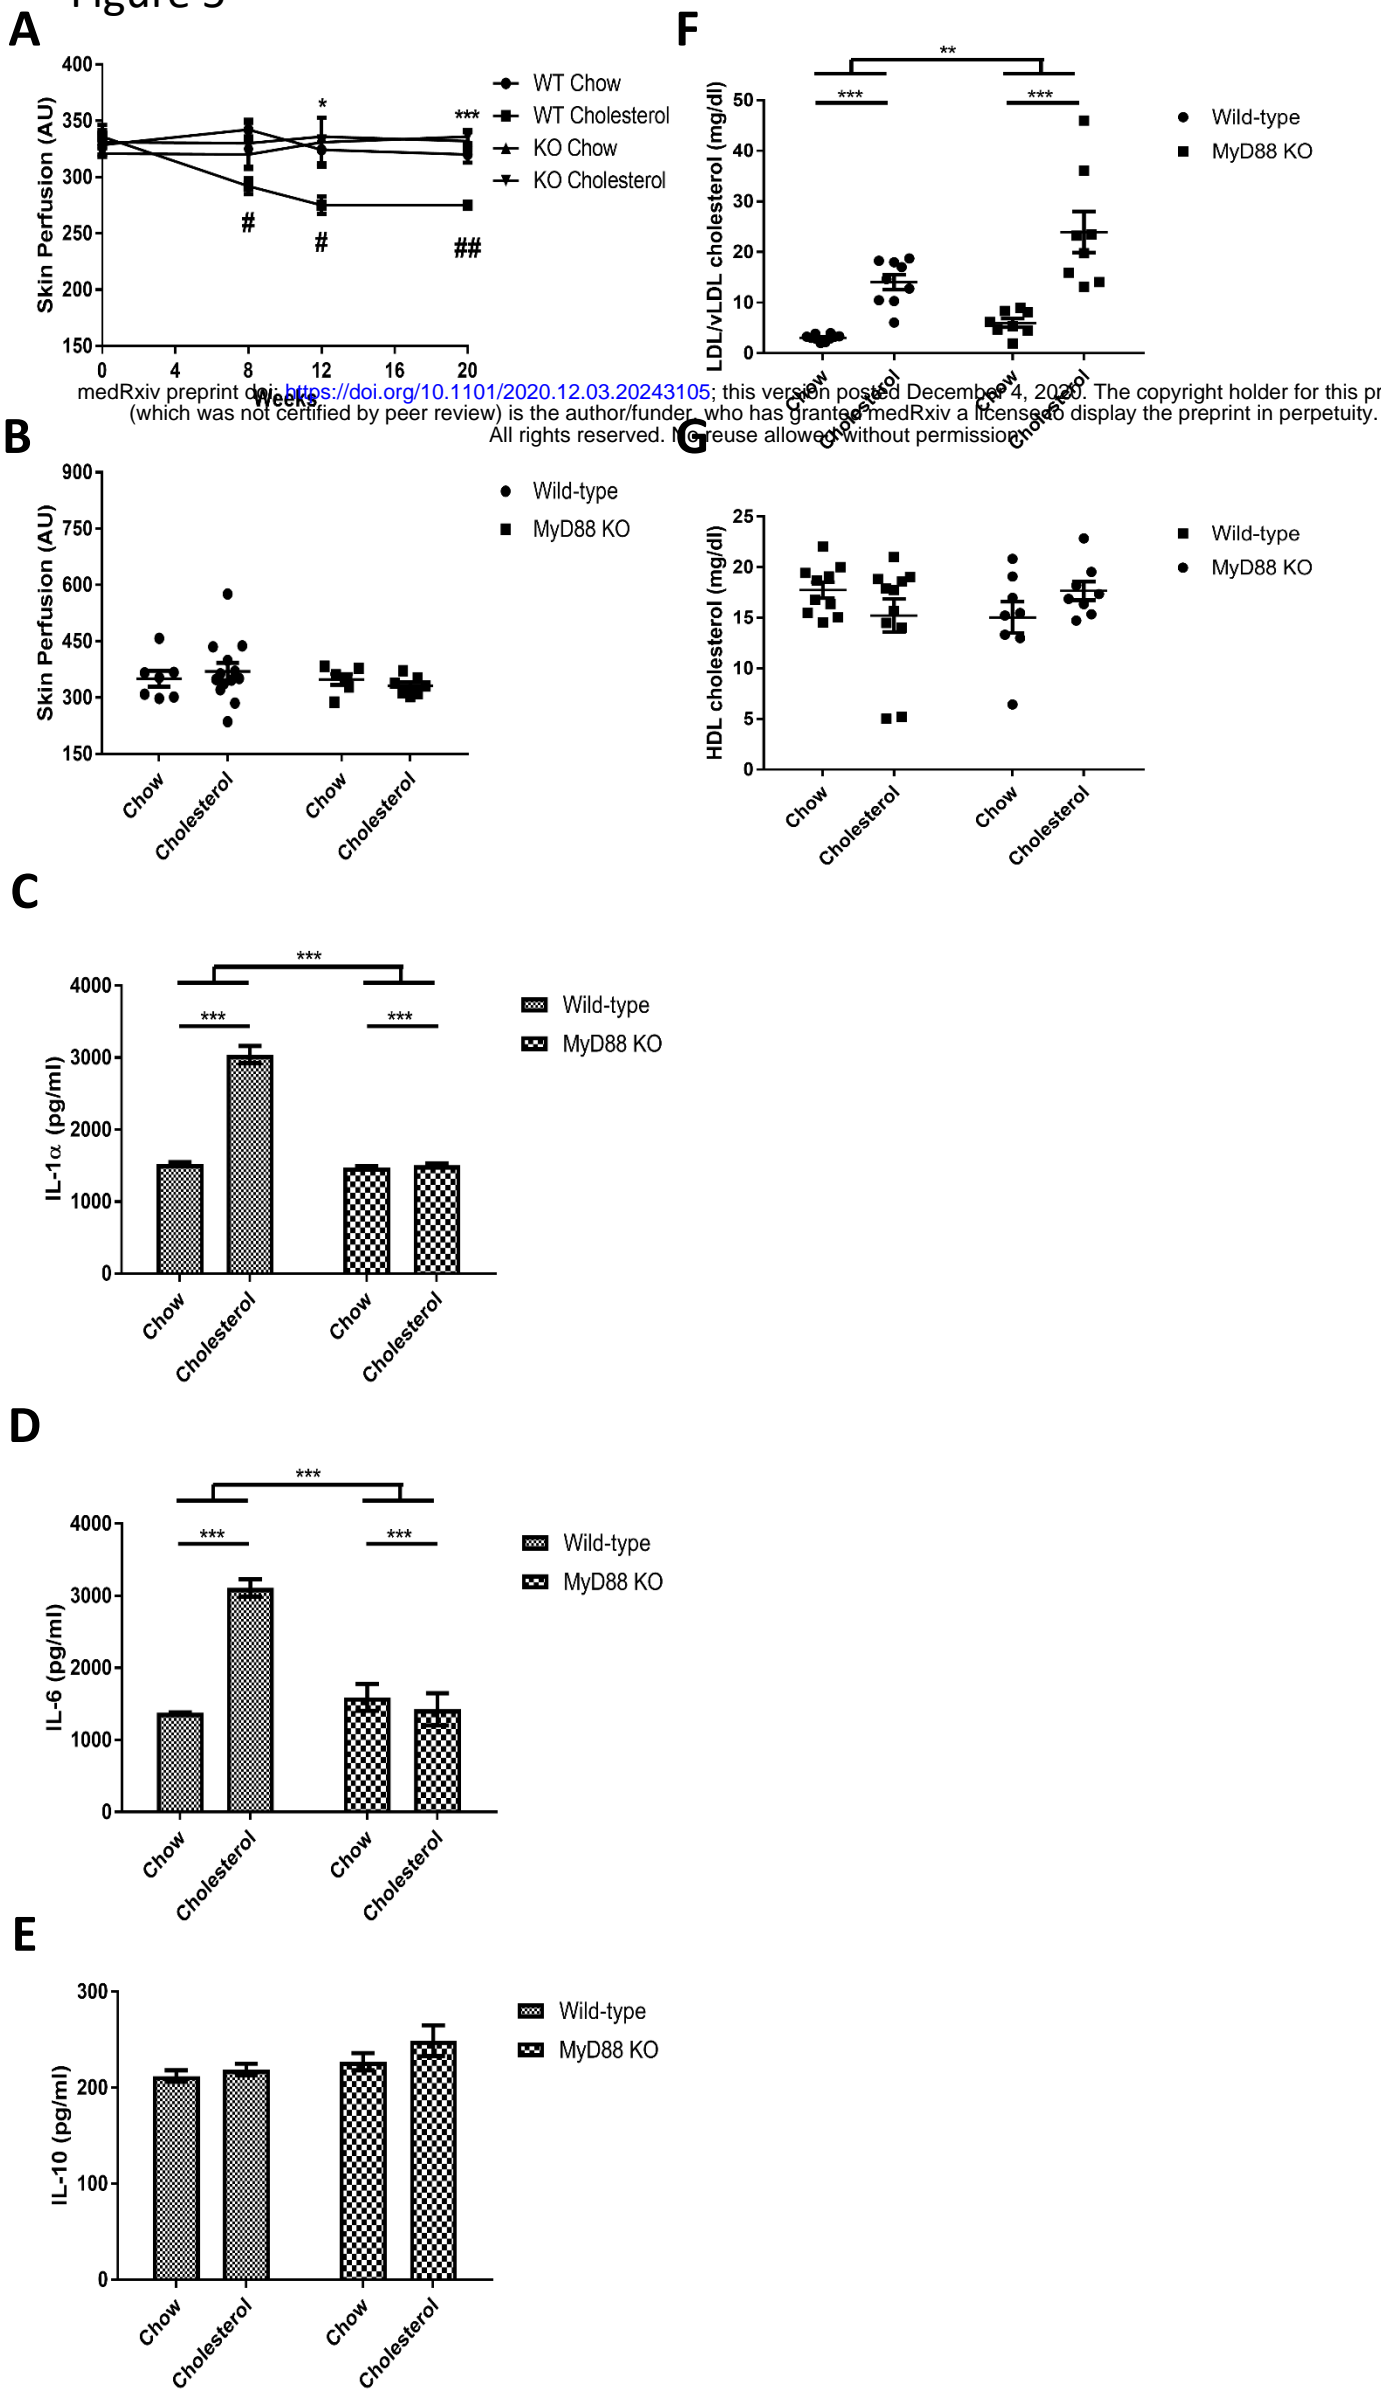 Figure 5
A
400
350
300
250
200
150
0 4 8 12 16 20
Weeks
Skin Perfusion (AU)
*
***
#
#
##
WT Chow
WT Cholesterol
KO Chow
KO Cholesterol
F
**
***
***
50
40
30
20
10
0
LDL/vLDL cholesterol (mg/dl)
Chow
Cholesterol
Chow
Cholesterol
Wild-type
MyD88 KO
medRxiv preprint doi: https://doi.org/10.1101/2020.12.03.20243105; this version posted December 4, 2020. The copyright holder for this pr
(which was not certified by peer review) is the author/funder, who has granted medRxiv a license to display the preprint in perpetuity.
All rights reserved. No reuse allowed without permission.
B
900
750
600
450
300
150
Skin Perfusion (AU)
Chow
Cholesterol
Chow
Cholesterol
Wild-type
MyD88 KO
G
25
20
15
10
5
0
HDL cholesterol (mg/dl)
Chow
Cholesterol
Chow
Cholesterol
Wild-type
MyD88 KO
C
***
***
***
4000
3000
2000
1000
0
IL-1α (pg/ml)
Chow
Cholesterol
Chow
Cholesterol
Wild-type
MyD88 KO
D
***
***
***
4000
3000
2000
1000
0
IL-6 (pg/ml)
Chow
Cholesterol
Chow
Cholesterol
Wild-type
MyD88 KO
E
300
200
100
0
IL-10 (pg/ml)
Chow
Cholesterol
Chow
Cholesterol
Wild-type
MyD88 KO